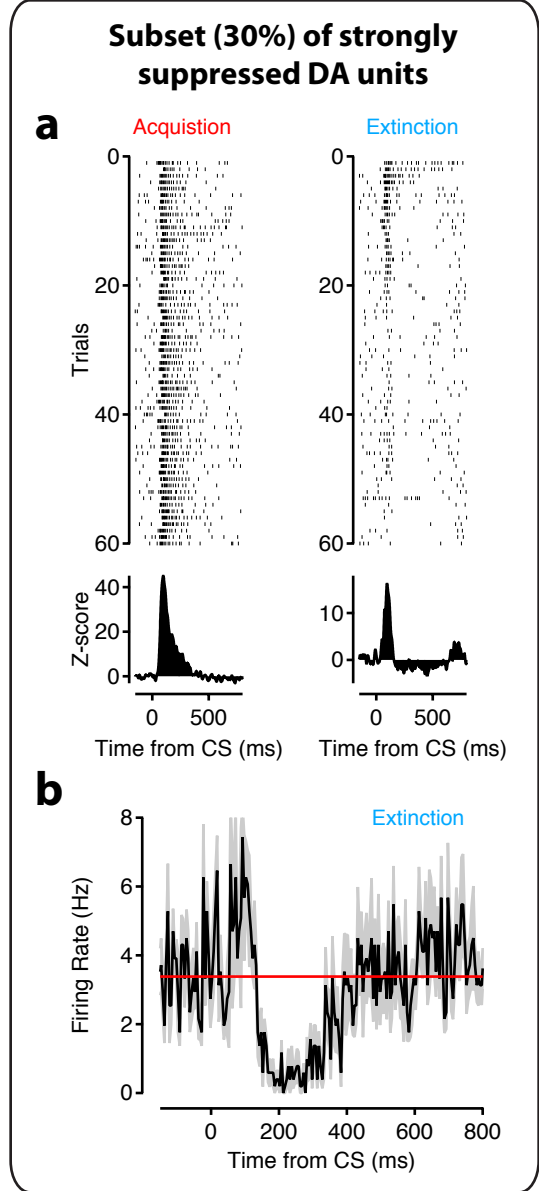 Subset (30%) of strongly
suppressed DA units
a
Acquistion
Extinction
0
20
40
60
Trials
0
20
40
60
40
20
0
Z-score
10
0
0 500
0 500
Time from CS (ms)
Time from CS (ms)
b
Extinction
8
6
4
2
0
Firing Rate (Hz)
0 200 400 600 800
Time from CS (ms)